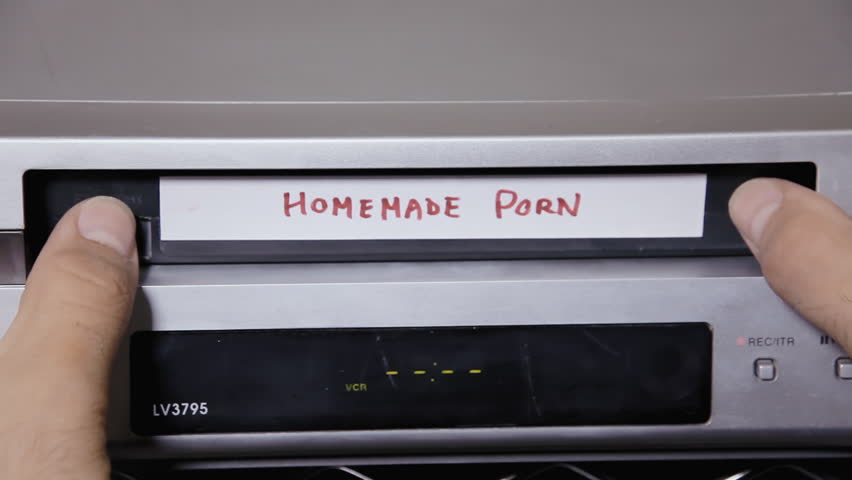 HOMEMADE PORN
REC/ITR
VCR
--:--
LV3795